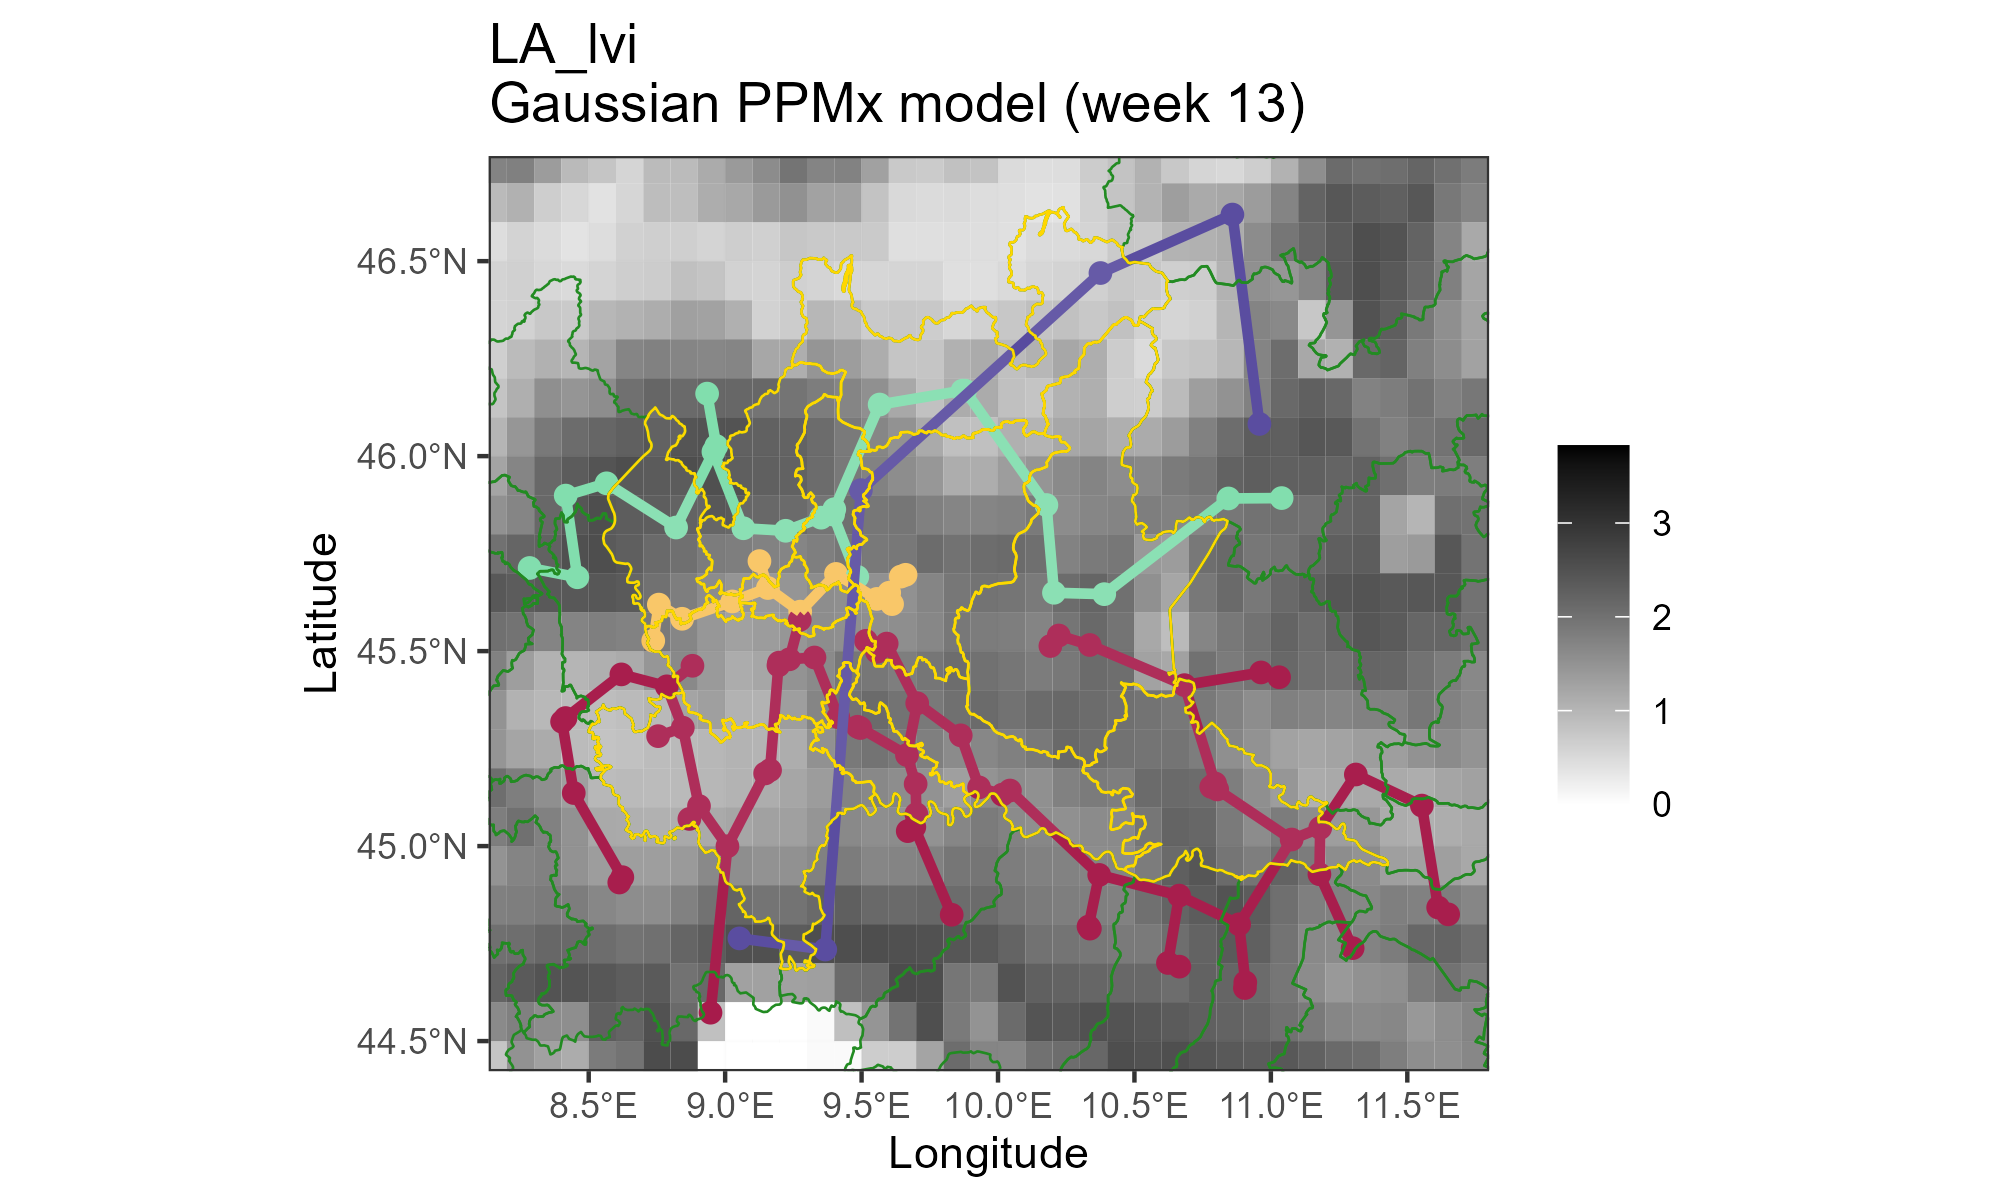 LA_lvi
Gaussian PPMx model (week 13)
46.5°N
46.0°N
45.5°N
45.0°N
44.5°N
Latitude
8.5°E 9.0°E 9.5°E 10.0°E 10.5°E 11.0°E 11.5°E
Longitude
3
2
1
0